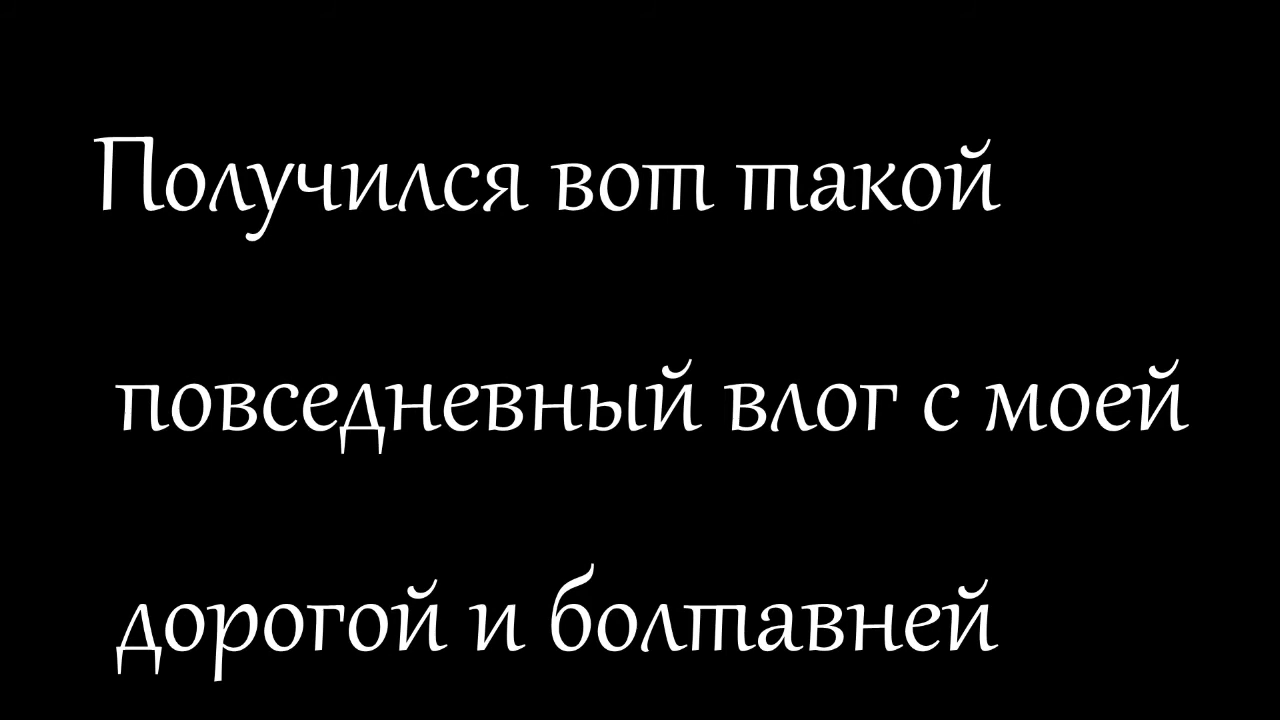 Получился вот такой
повседневный влог с моей
дорогой и болтавней